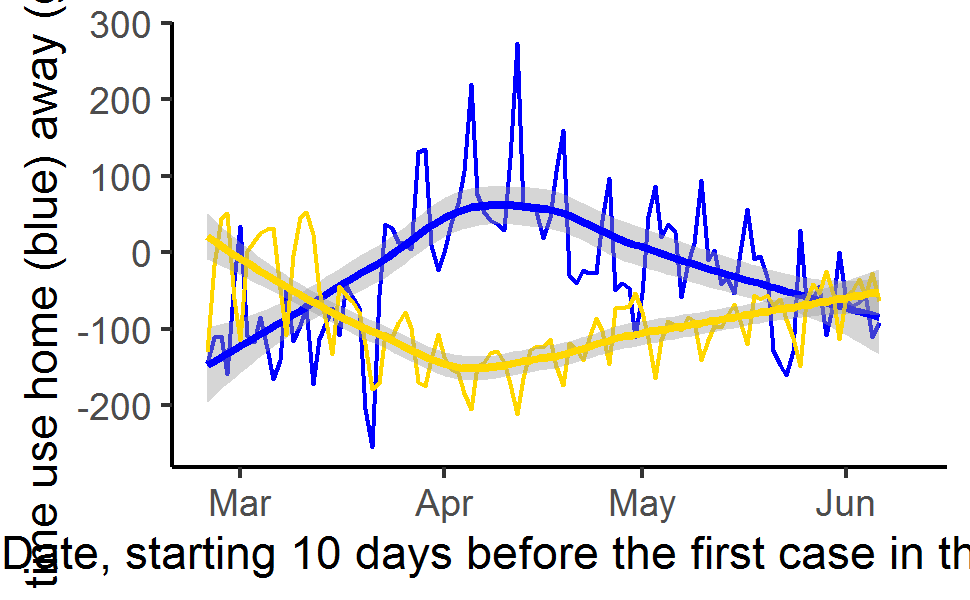 time use home (blue) away (
300
200
100
0
-100
-200
Mar Apr May Jun
Date, starting 10 days before the first case in th